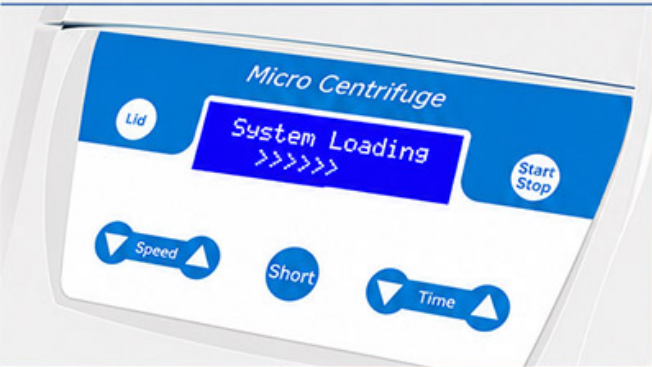 Micro Centrifuge
Lid
System Loading
>>>>>>
Start
Stop
Speed
Short
Time